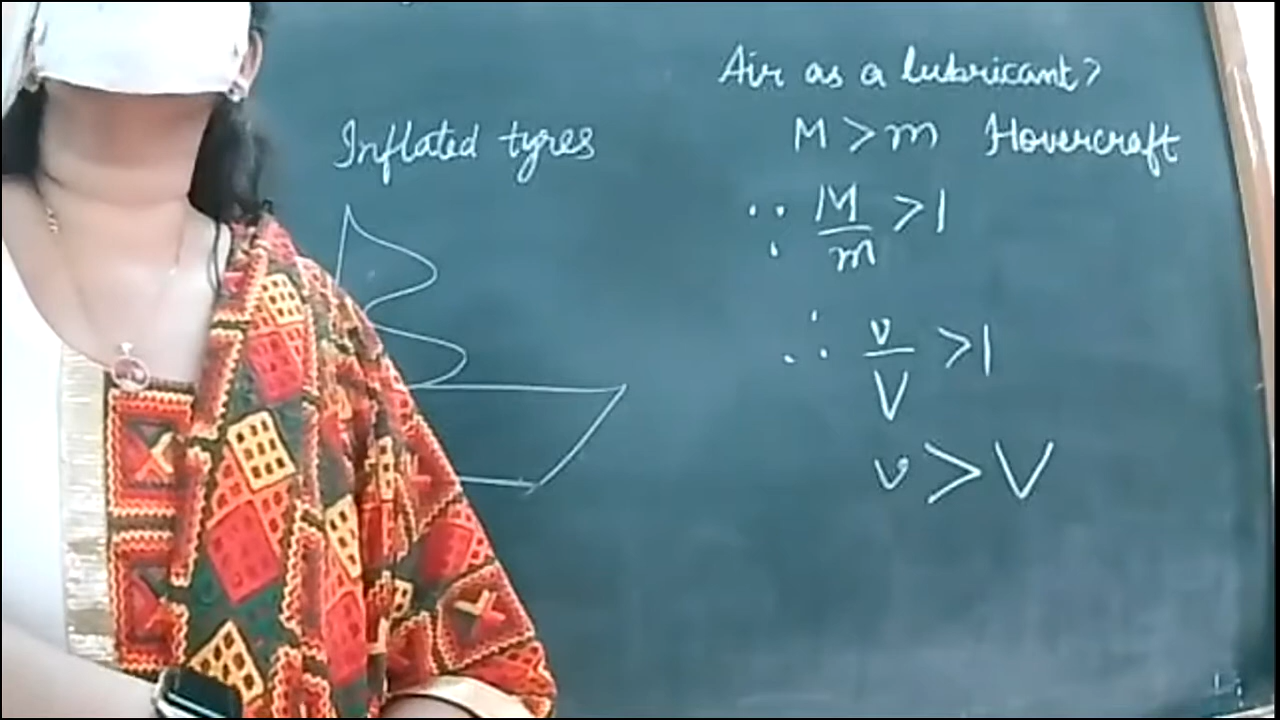 Inflated tyres
Air as a lubricant?
M > m Hovercraft
∵ M/m > 1
∴ v/V > 1
v > V